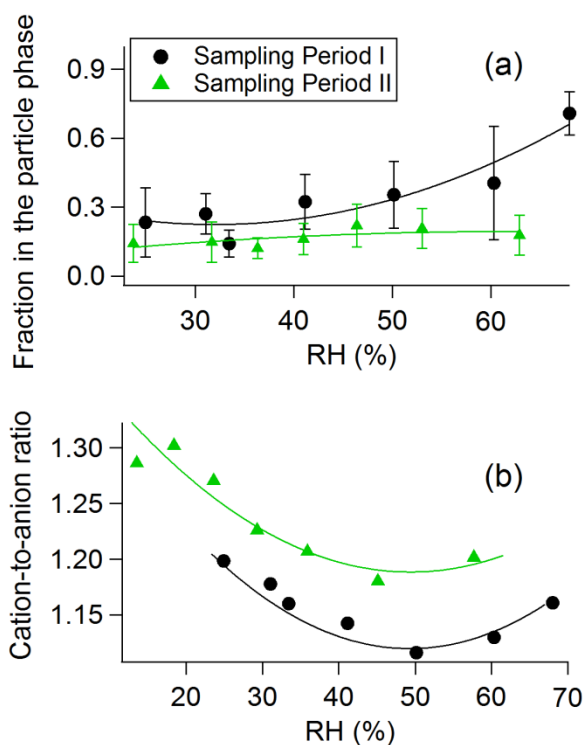 Sampling Period I
Sampling Period II
(a)
Fraction in the particle phase
0.9
0.6
0.3
0.0
30 40 50 60
RH (%)
(b)
Cation-to-anion ratio
1.30
1.25
1.20
1.15
20 30 40 50 60 70
RH (%)